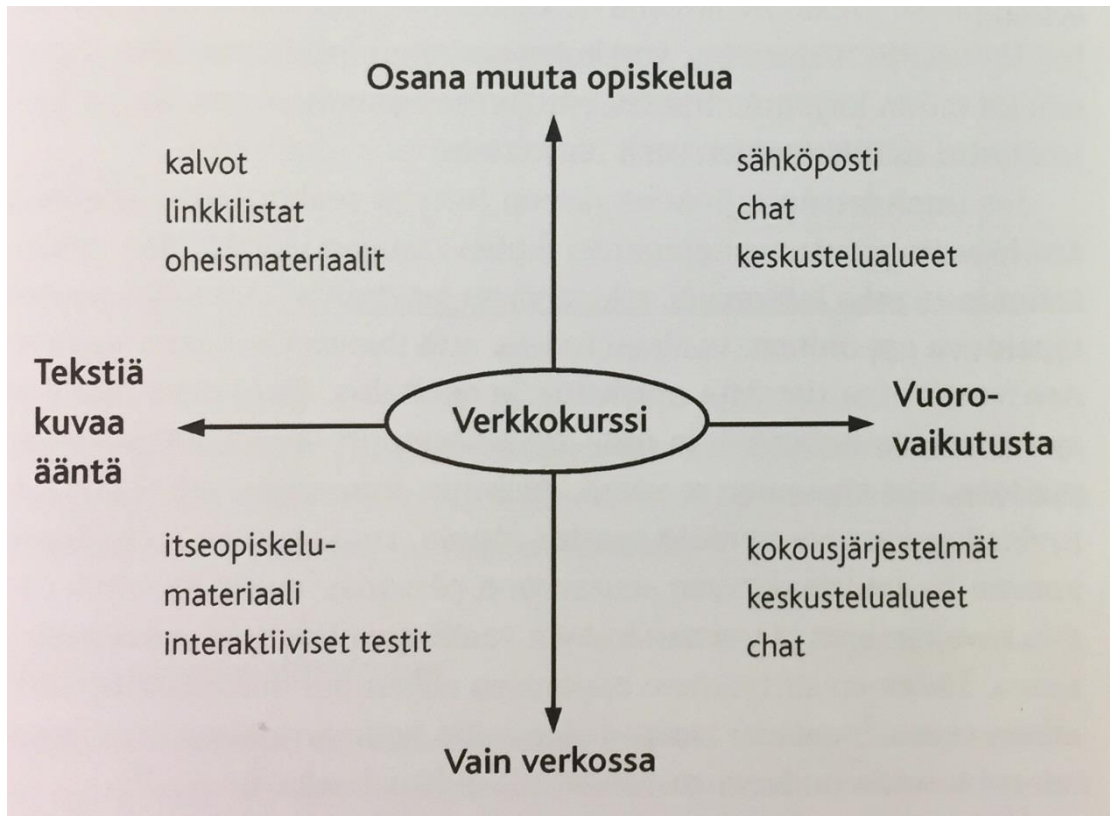 Osana muuta opiskelua
kalvot
linkkilistat
oheismateriaalit
sähköposti
chat
keskustelualueet
Tekstiä
kuvaa
ääntä
Verkkokurssi
Vuoro-
vaikutusta
itseopiskelu-
materiaali
interaktiiviset testit
kokousjärjestelmät
keskustelualueet
chat
Vain verkossa